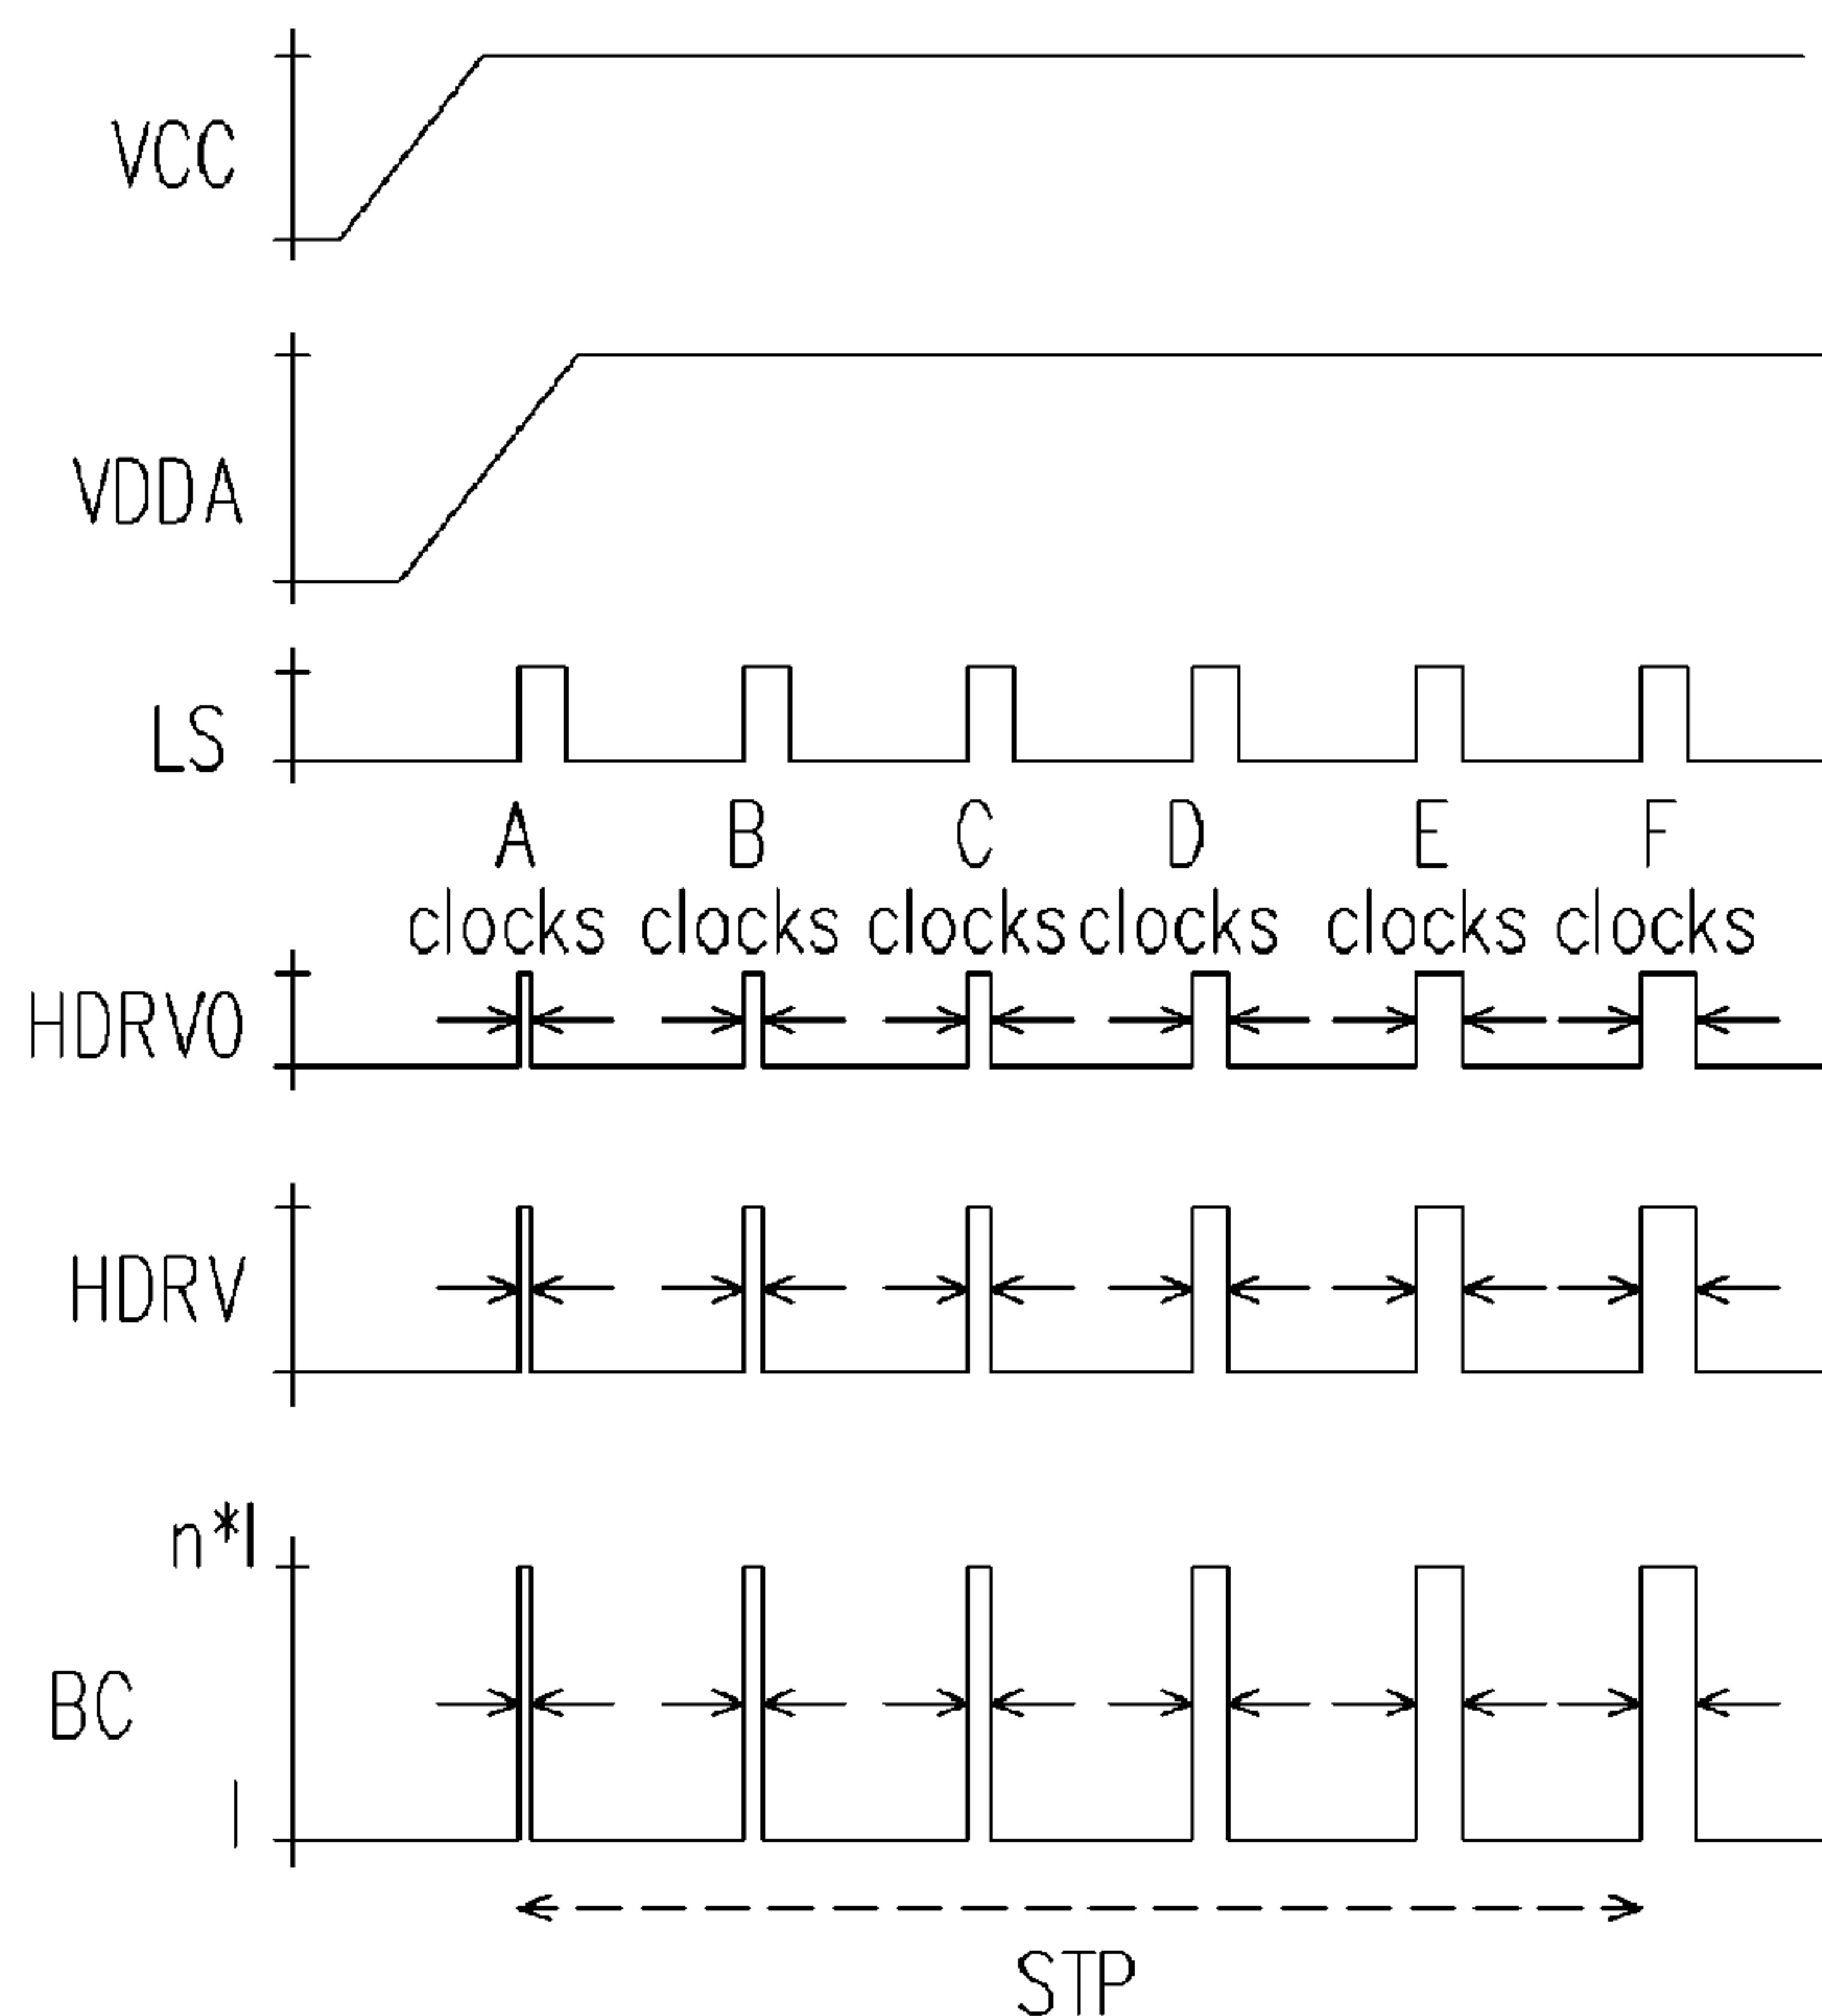 VCC
VDDA
LS
A B C D E F
clocks clocks clocks clocks clocks clocks
HDRV0
HDRV
n*I
BC
I
STP